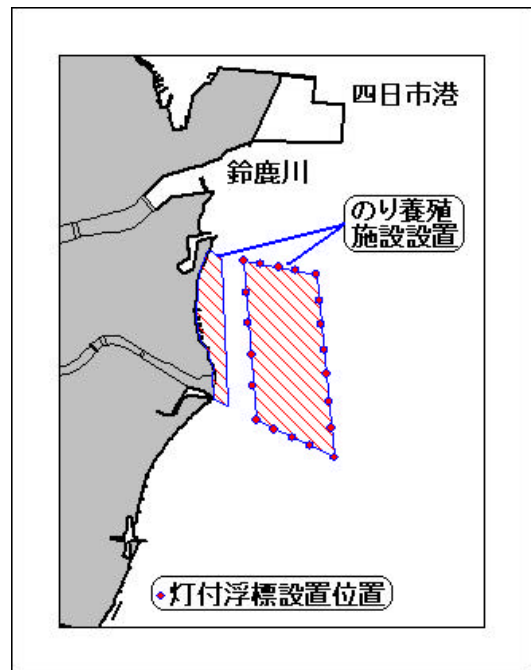 四日市港
鈴鹿川
のり養殖
施設設置
灯付浮標設置位置